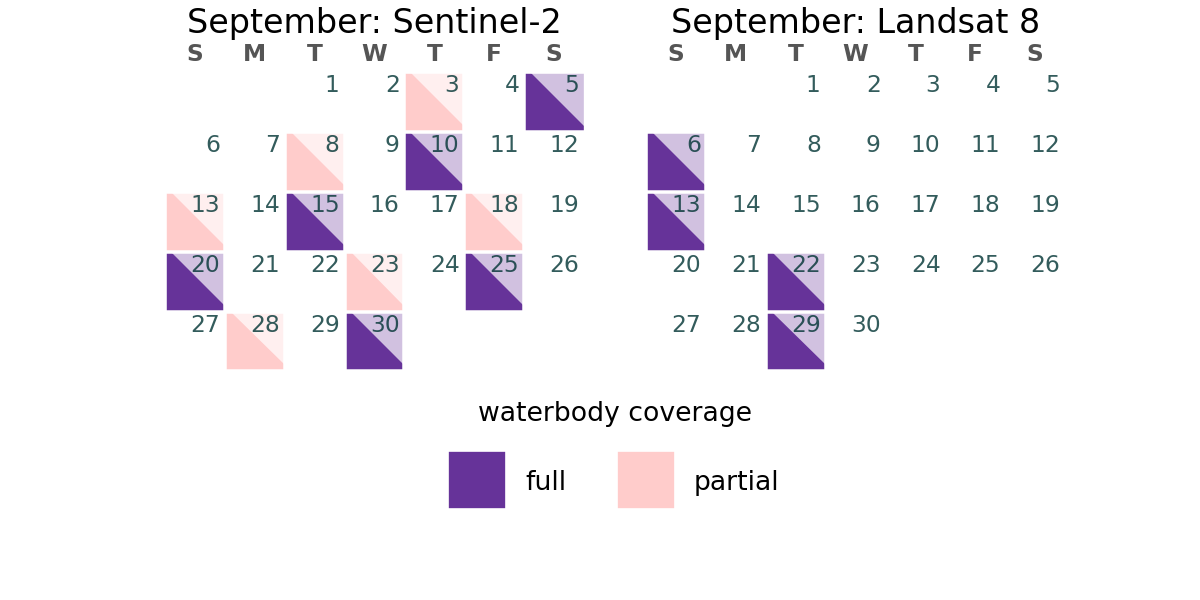 September: Sentinel-2
S M T W T F S
1 2 3 4 5
6 7 8 9 10 11 12
13 14 15 16 17 18 19
20 21 22 23 24 25 26
27 28 29 30
September: Landsat 8
S M T W T F S
1 2 3 4 5
6 7 8 9 10 11 12
13 14 15 16 17 18 19
20 21 22 23 24 25 26
27 28 29 30
waterbody coverage
full partial